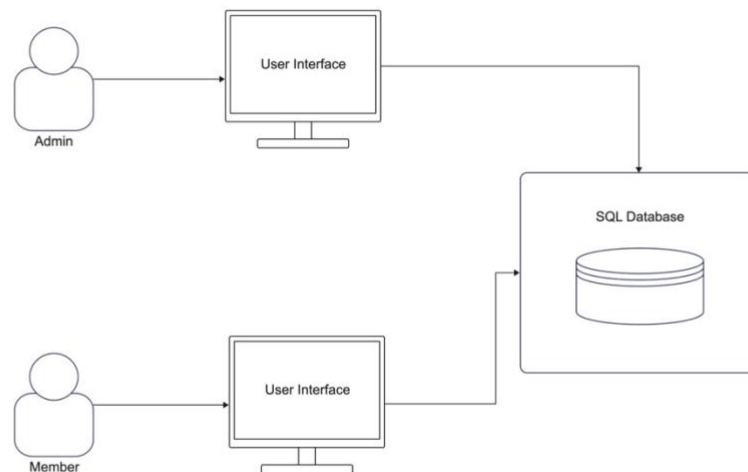 User Interface
Admin
SQL Database
User Interface
Member